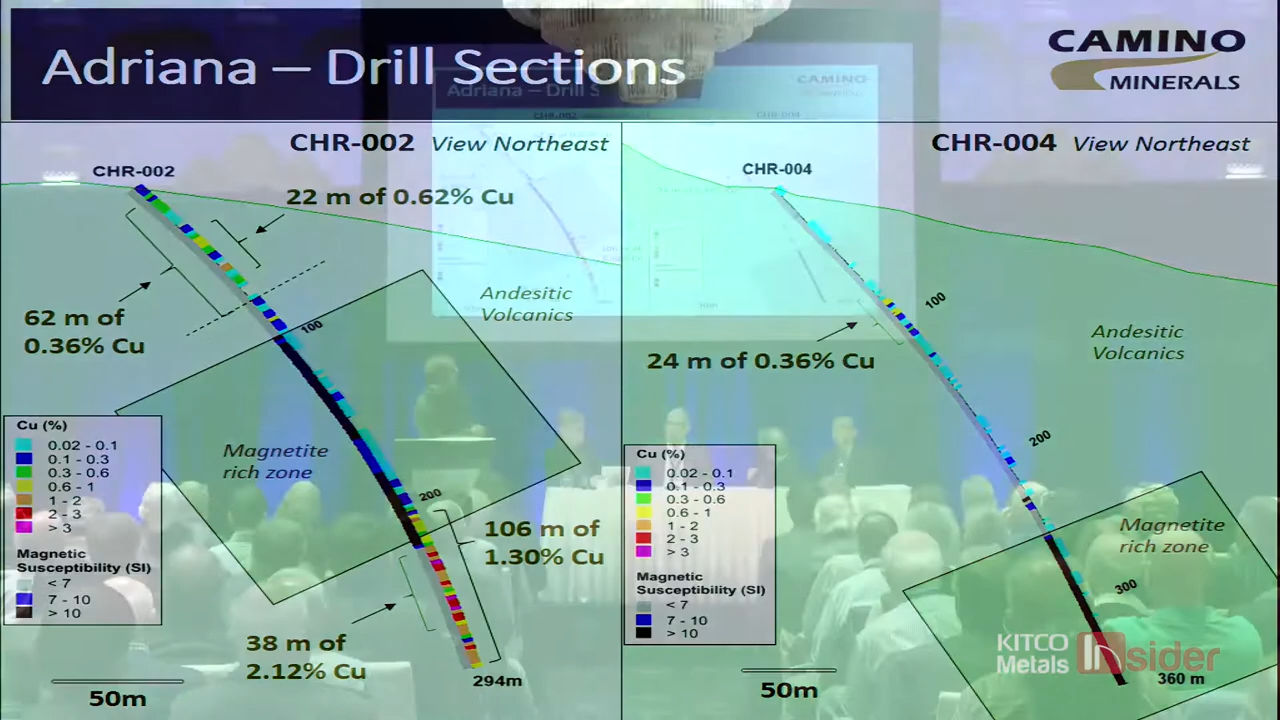 Adriana – Drill Sections
CAMINO
MINERALS
CHR-002 View Northeast
CHR-002
22 m of 0.62% Cu
62 m of
0.36% Cu
Andesitic
Volcanics
100
Magnetite
rich zone
200
106 m of
1.30% Cu
38 m of
2.12% Cu
294m
Cu (%)
0.02 - 0.1
0.1 - 0.3
0.3 - 0.6
0.6 - 1
1 - 2
2 - 3
> 3
Magnetic
Susceptibility (SI)
< 7
7 - 10
> 10
50m
CHR-004 View Northeast
CHR-004
100
24 m of 0.36% Cu
Andesitic
Volcanics
200
Magnetite
rich zone
300
360 m
Cu (%)
0.02 - 0.1
0.1 - 0.3
0.3 - 0.6
0.6 - 1
1 - 2
2 - 3
> 3
Magnetic
Susceptibility (SI)
< 7
7 - 10
> 10
50m
KITCO
Metals
INsider
Adriana – Drill S
CAMINO